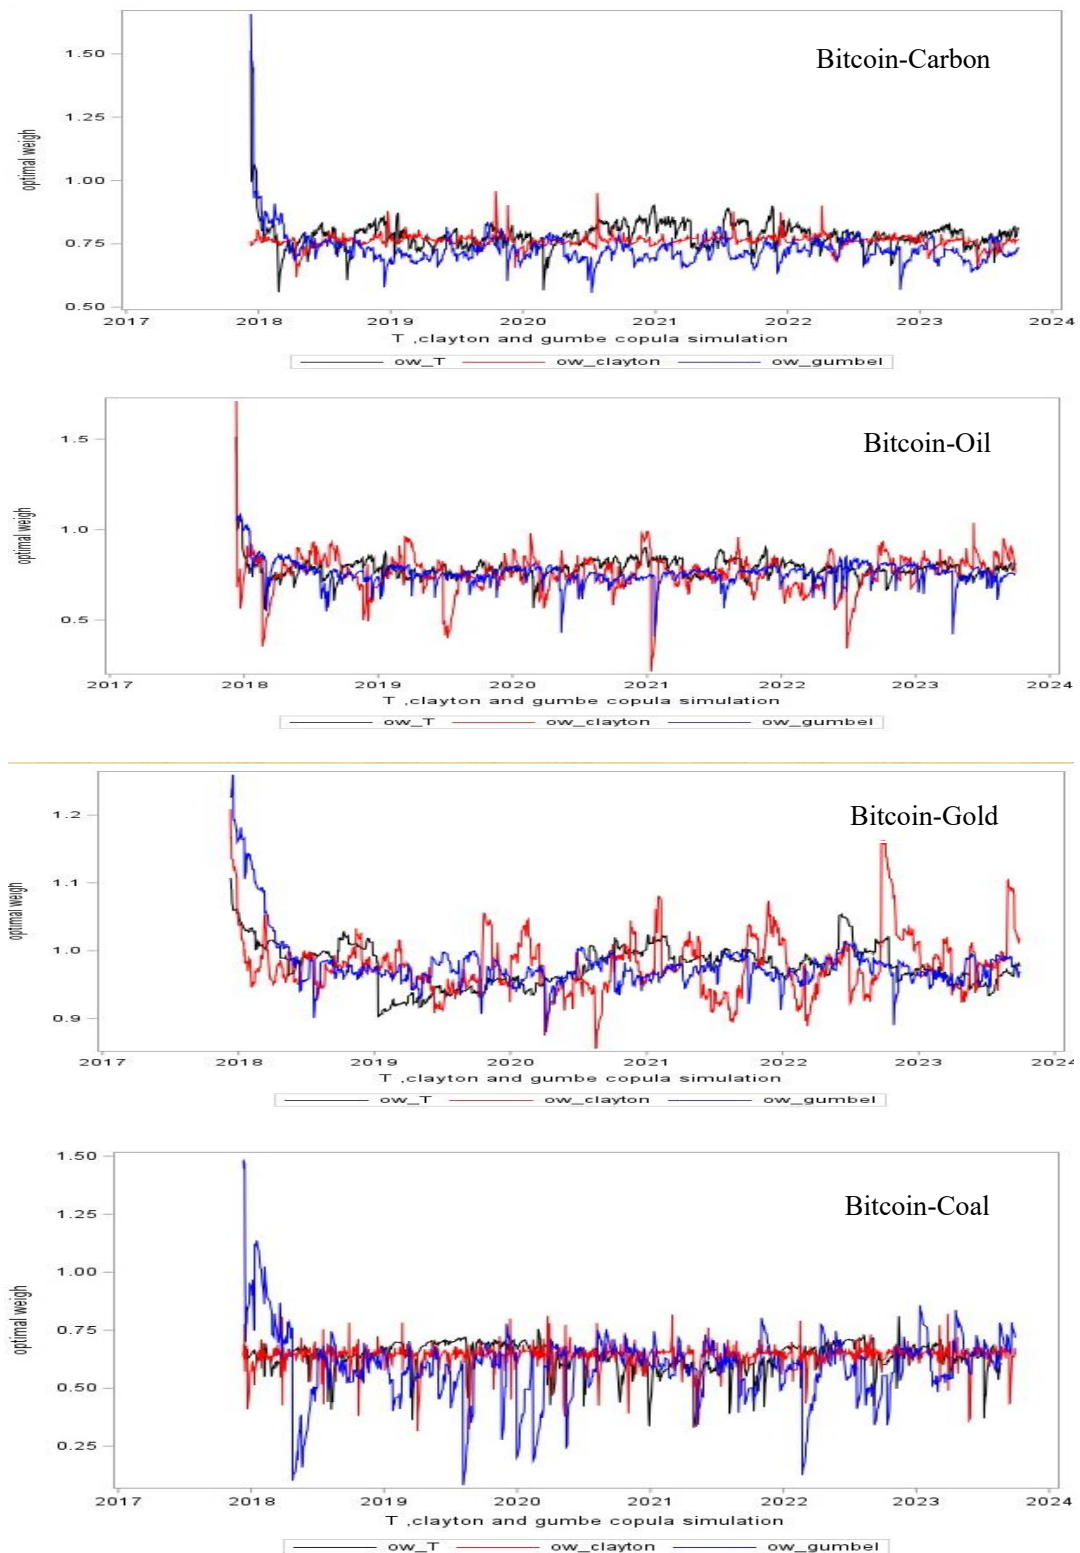 Bitcoin-Carbon
optimal weigh
1.50
1.25
1.00
0.75
0.50
2017 2018 2019 2020 2021 2022 2023 2024
T ,clayton and gumbe copula simulation
ow_T ow_clayton ow_gumbel
Bitcoin-Oil
optimal weigh
1.5
1.0
0.5
2017 2018 2019 2020 2021 2022 2023 2024
T ,clayton and gumbe copula simulation
ow_T ow_clayton ow_gumbel
Bitcoin-Gold
optimal weigh
1.2
1.1
1.0
0.9
2017 2018 2019 2020 2021 2022 2023 2024
T ,clayton and gumbe copula simulation
ow_T ow_clayton ow_gumbel
Bitcoin-Coal
optimal weigh
1.50
1.25
1.00
0.75
0.50
0.25
2017 2018 2019 2020 2021 2022 2023 2024
T ,clayton and gumbe copula simulation
ow_T ow_clayton ow_gumbel